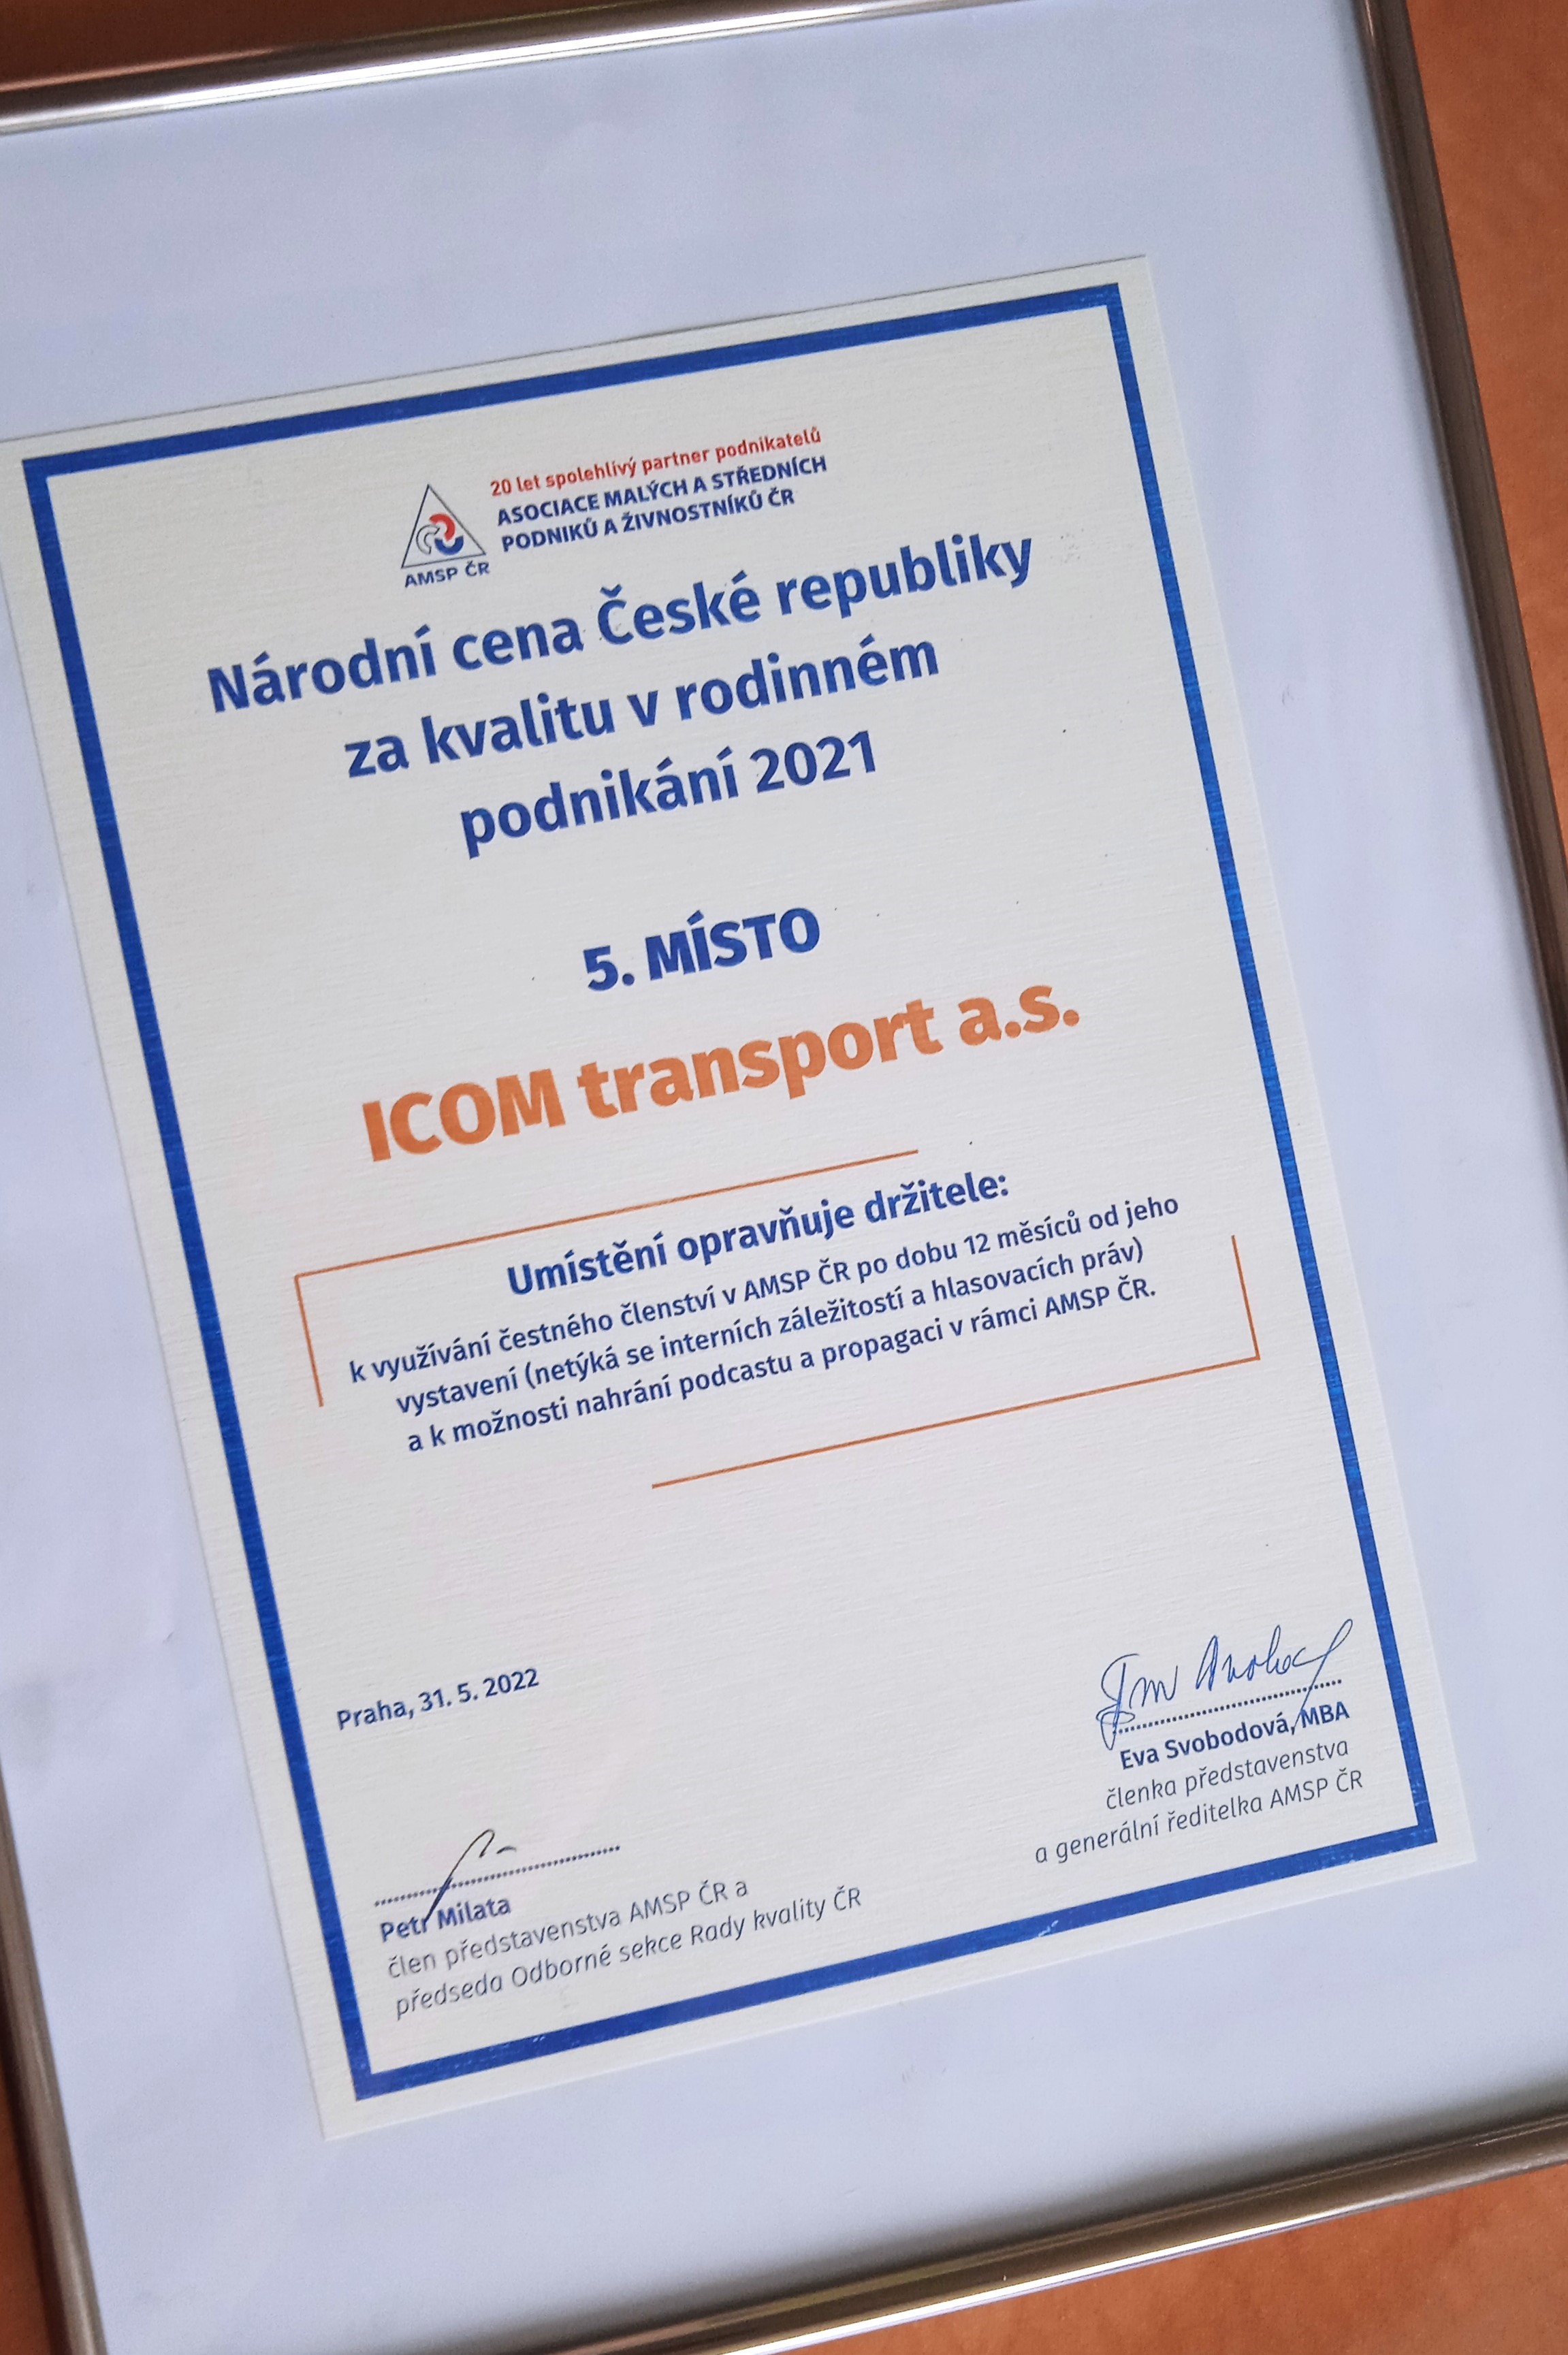 20 let spolehlivý partner podnikatelů
ASOCIACE MALÝCH A STŘEDNÍCH
PODNIKŮ A ŽIVNOSTNÍKŮ ČR
AMSP ČR
Národní cena České republiky
za kvalitu v rodinném
podnikání 2021
5. MÍSTO
ICOM transport a.s.
Umístění opravňuje držitele:
k využívání čestného členství v AMSP ČR po dobu 12 měsíců od jeho
vystavení (netýká se interních záležitostí a hlasovacích práv)
a k možnosti nahrání podcastu a propagaci v rámci AMSP ČR.
Praha, 31. 5. 2022
Eva Svobodová, MBA
členka představenstva
a generální ředitelka AMSP ČR
Petr Milata
člen představenstva AMSP ČR a
předseda Odborné sekce Rady kvality ČR